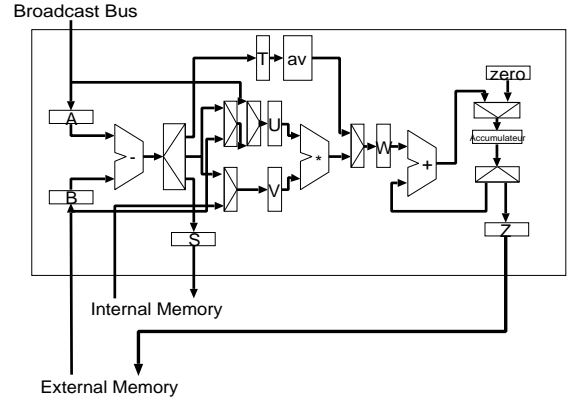 Broadcast Bus
T
av
zero
A
U
Accumulateur
-
*
W
+
B
V
S
Z
Internal Memory
External Memory